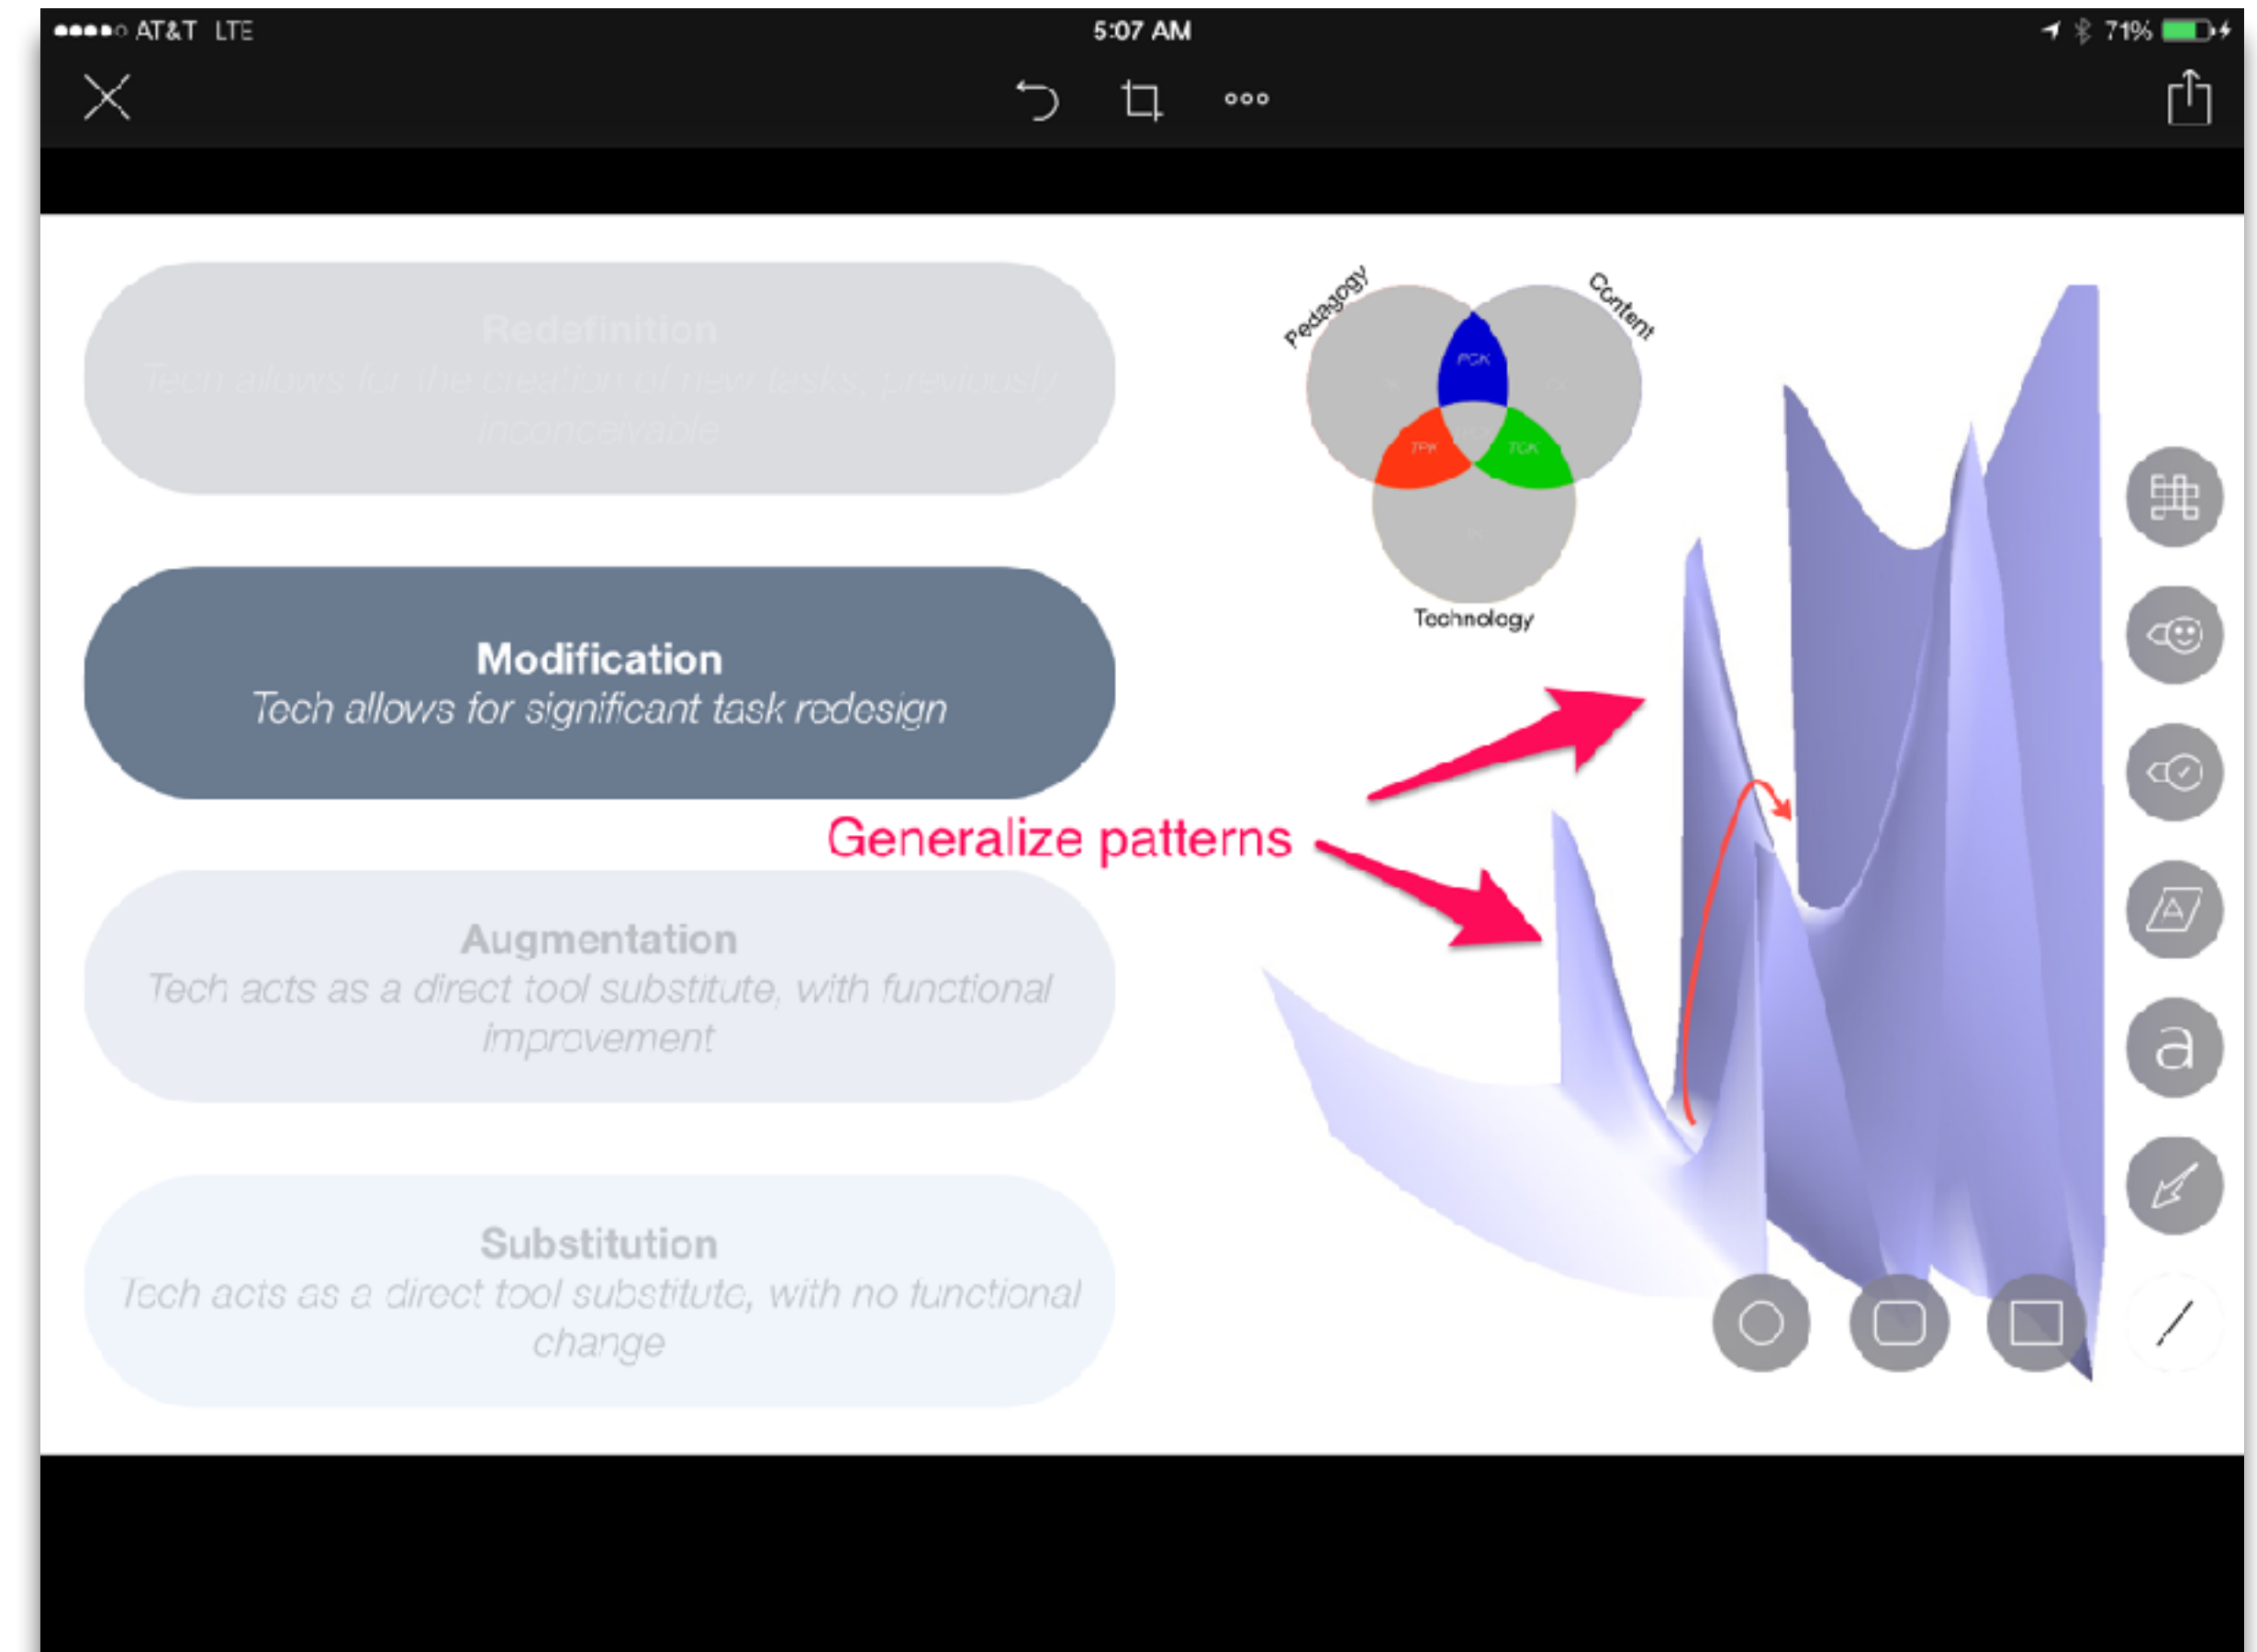 AT&T LTE
5:07 AM
71%
Redefinition
Tech allows for the creation of new tasks, previously
inconceivable
Modification
Tech allows for significant task redesign
Generalize patterns
Augmentation
Tech acts as a direct tool substitute, with functional
improvement
Substitution
Tech acts as a direct tool substitute, with no functional
change
Pedagogy
Content
PCK
TPK
TCK
Technology
A
a